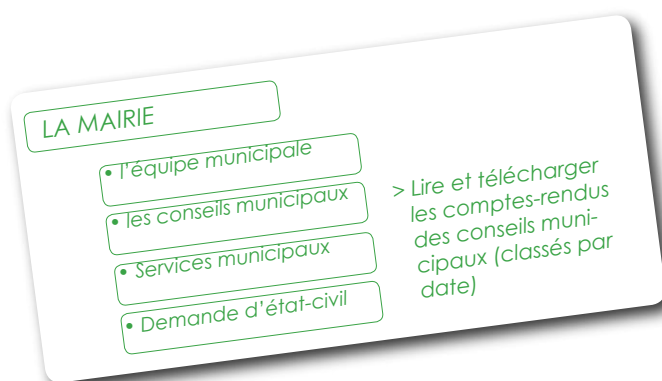 LA MAIRIE
• l'équipe municipale
• les conseils municipaux
• Services municipaux
• Demande d'état-civil
> Lire et télécharger
les comptes-rendus
des conseils muni-
cipaux (classés par
date)